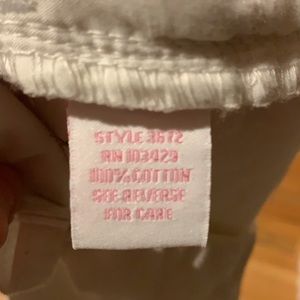 STYLE 3672
RN 103429
100% COTTON
SEE REVERSE
FOR CARE